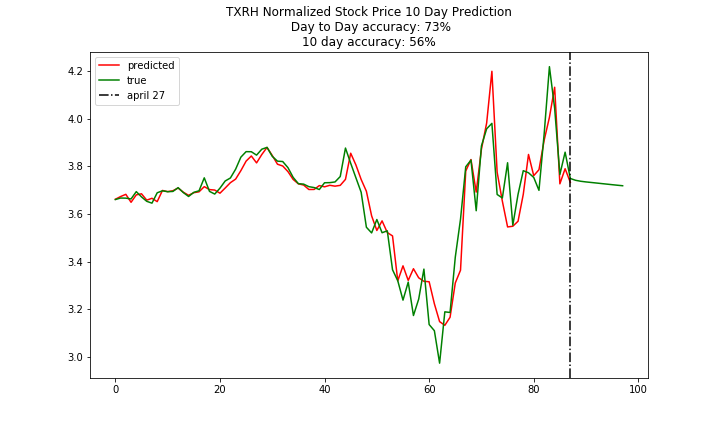 TXRH Normalized Stock Price 10 Day Prediction
Day to Day accuracy: 73%
10 day accuracy: 56%
predicted
true
april 27
4.2
4.0
3.8
3.6
3.4
3.2
3.0
0 20 40 60 80 100